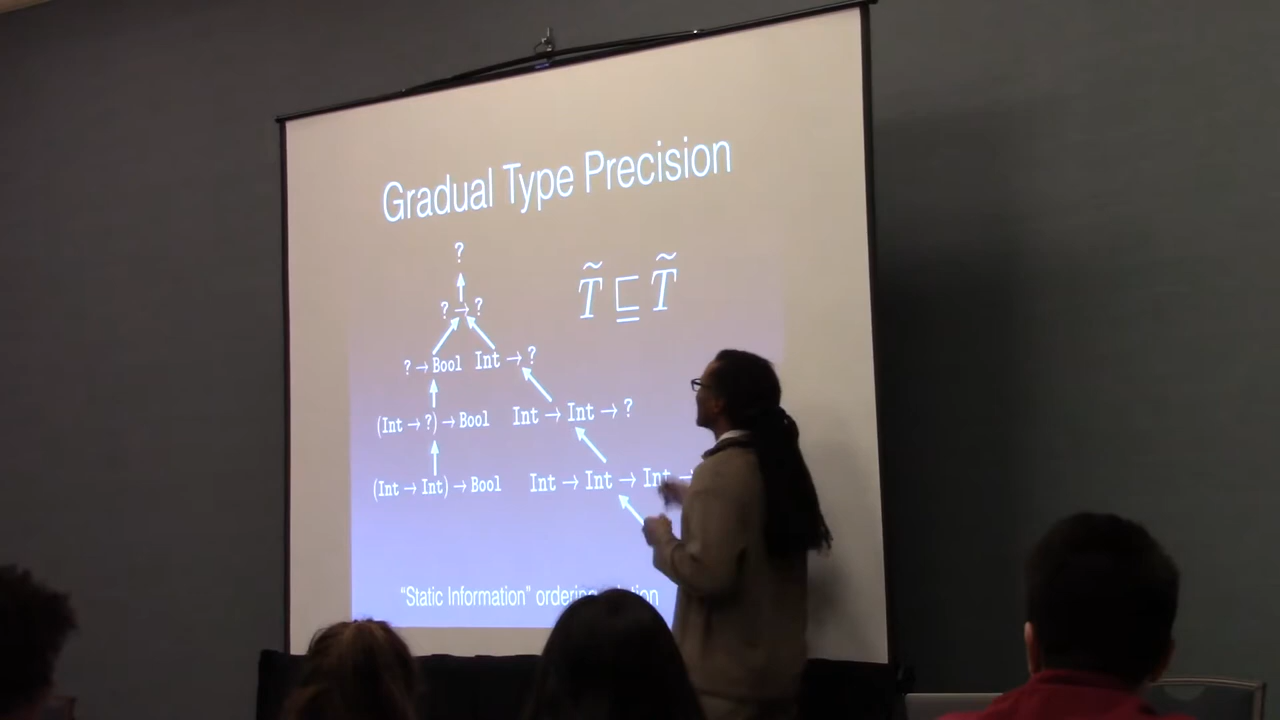 Gradual Type Precision
?
T̃ ⊑ T̃
? → ?
? → Bool Int → ?
(Int → ?) → Bool Int → Int → ?
(Int → Int) → Bool Int → Int → Int →
“Static Information” ordering